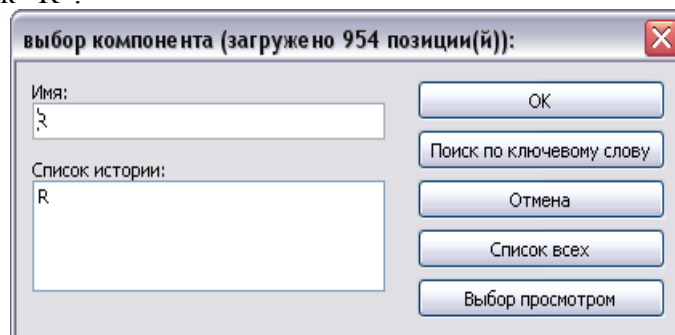 выбор компонента (загружено 954 позиции(й)):
Имя:
R
Список истории:
R
OK
Поиск по ключевому слову
Отмена
Список всех
Выбор просмотром